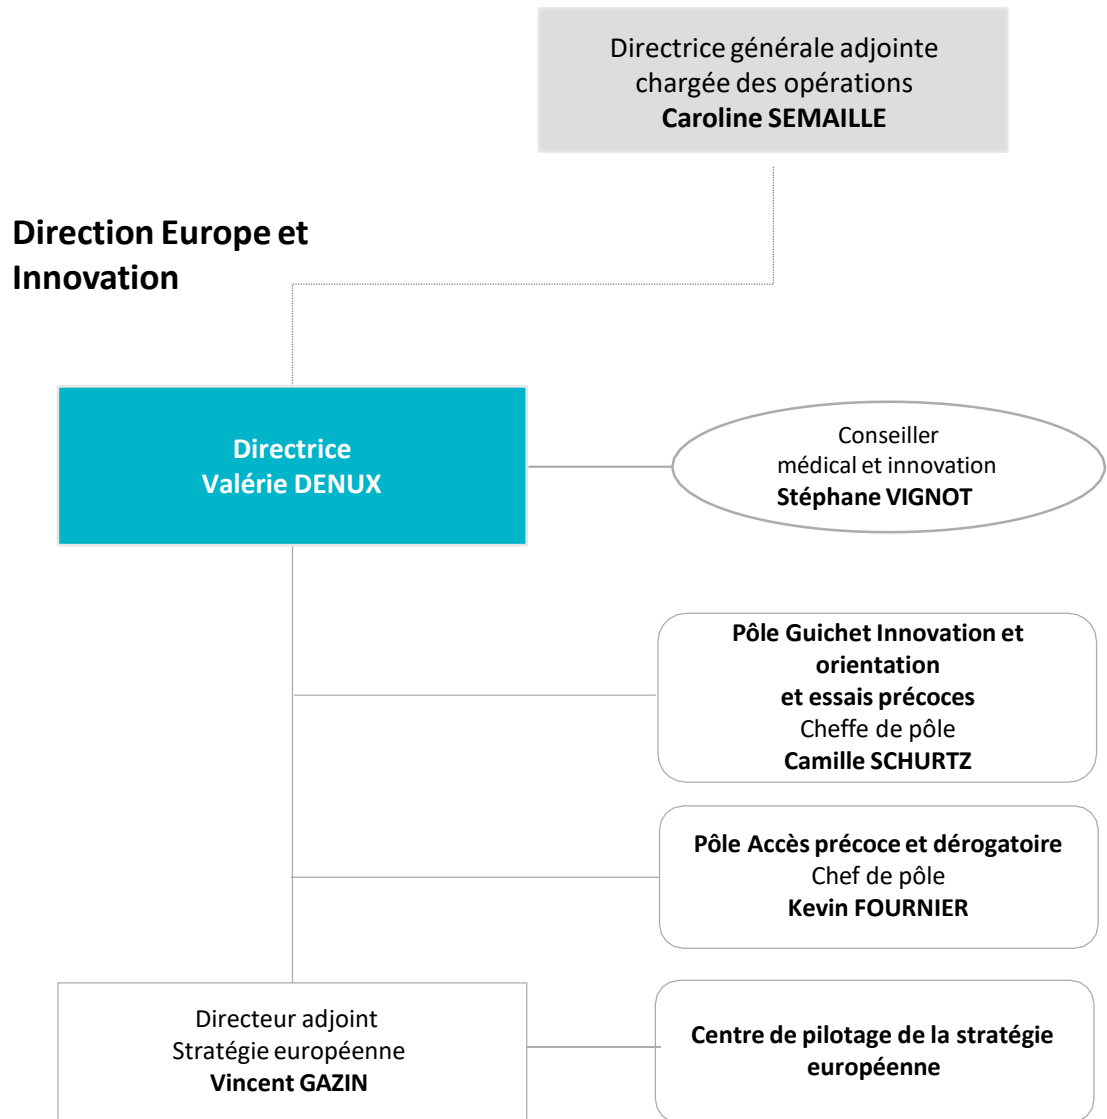 Directrice générale adjointe
chargée des opérations
Caroline SEMAILLE
Direction Europe et
Innovation
Directrice
Valérie DENUX
Conseiller
médical et innovation
Stéphane VIGNOT
Pôle Guichet Innovation et
orientation
et essais précoces
Cheffe de pôle
Camille SCHURTZ
Pôle Accès précoce et dérogatoire
Chef de pôle
Kevin FOURNIER
Directeur adjoint
Stratégie européenne
Vincent GAZIN
Centre de pilotage de la stratégie
européenne